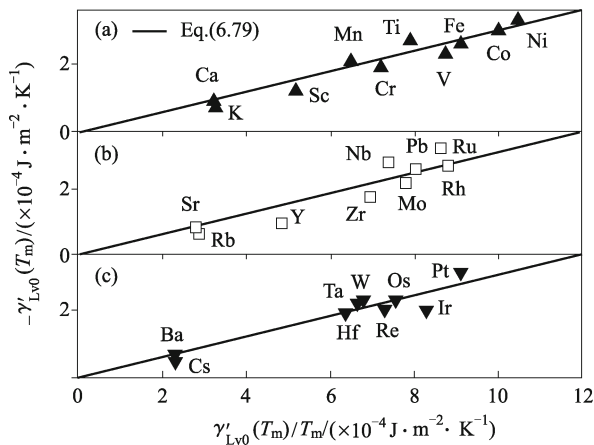 (a) Eq.(6.79)
Ca K Sc Mn Cr Ti V Fe Co Ni
2
0
(b)
Sr Rb Y Zr Nb Mo Pb Ru Rh
2
0
(c)
Ba Cs Hf Ta W Re Os Ir Pt
2
0 2 4 6 8 10 12
-γ′Lv0(Tm)/(×10-4 J·m-2·K-1)
γ′Lv0(Tm)/Tm/(×10-4 J·m-2·K-1)